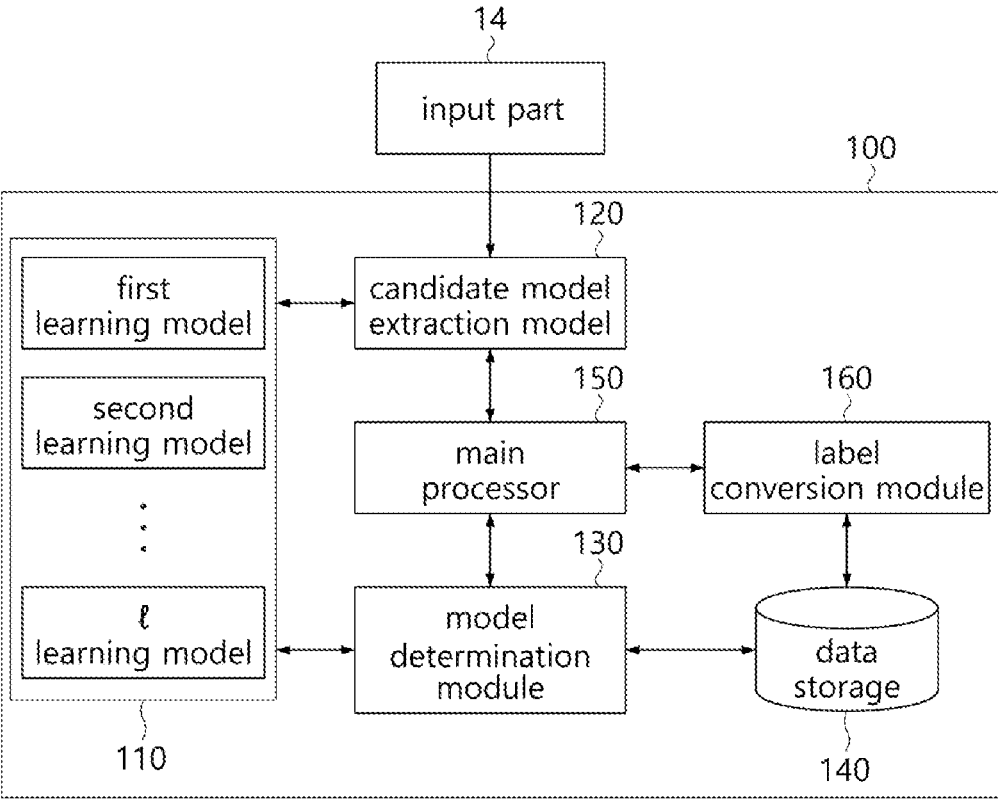 14
input part
100
120
first
learning model
candidate model
extraction model
150
160
second
learning model
main
processor
label
conversion module
130
ℓ
learning model
model
determination
module
data
storage
110
140